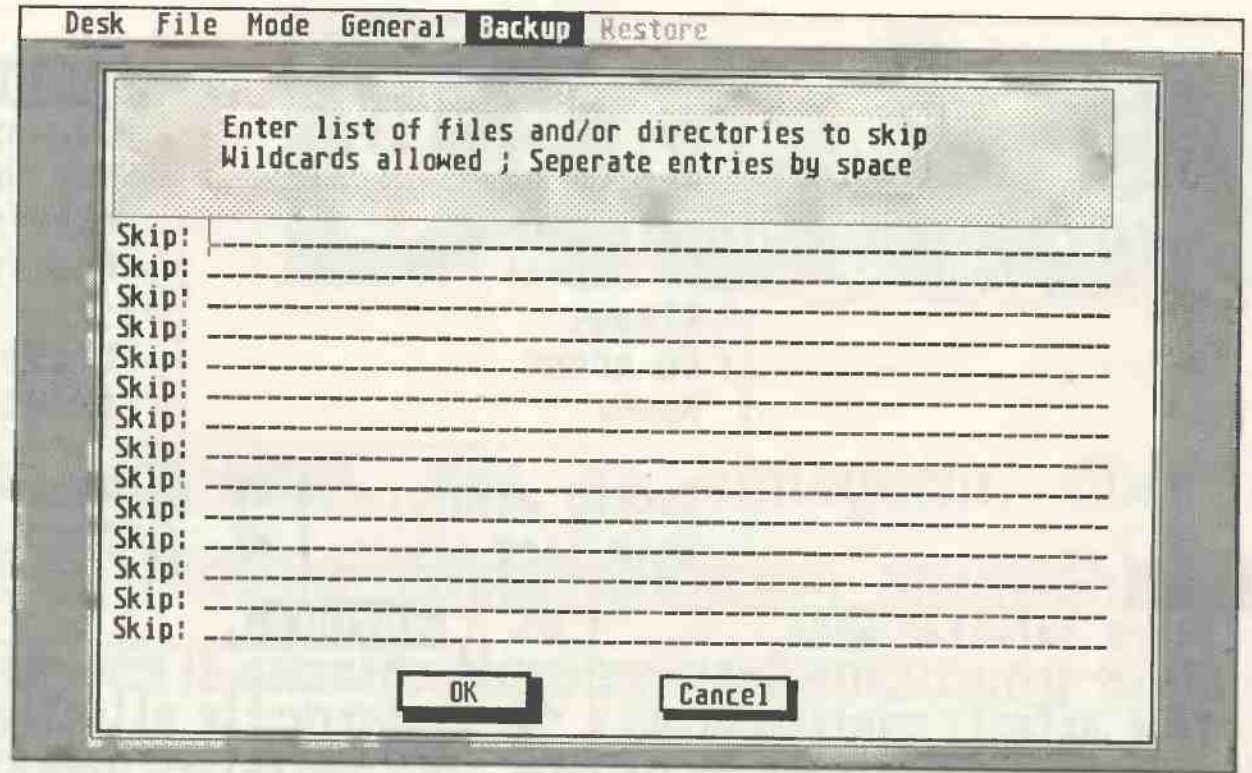 Desk File Mode General Backup Restore
Enter list of files and/or directories to skip
Wildcards allowed ; Seperate entries by space
Skip:
Skip:
Skip:
Skip:
Skip:
Skip:
Skip:
Skip:
Skip:
Skip:
Skip:
Skip:
Skip:
Skip:
OK Cancel